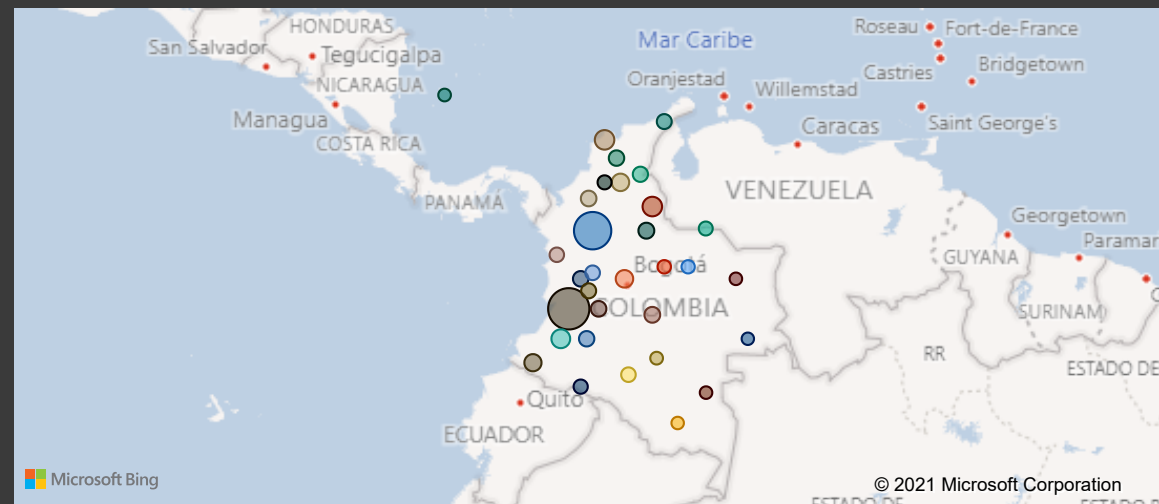 HONDURAS
San Salvador
Tegucigalpa
NICARAGUA
Managua
COSTA RICA
PANAMÁ
Mar Caribe
Oranjestad
Willemstad
Caracas
Roseau
Fort-de-France
Castries
Bridgetown
Saint George's
VENEZUELA
Georgetown
Paramar
GUYANA
SURINAM
Bogotá
COLOMBIA
RR
ESTADO DE
Quito
ECUADOR
Microsoft Bing
© 2021 Microsoft Corporation